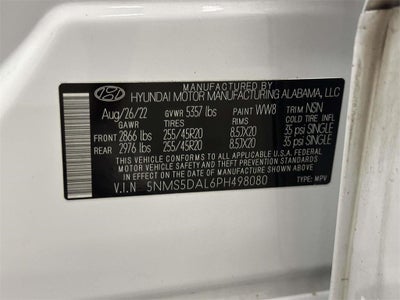 MANUFACTURED BY
HYUNDAI MOTOR MANUFACTURING ALABAMA, LLC
Aug/26/22 GVWR 5357 lbs PAINT WW8 TRIM NSN
GAWR TIRES RIMS COLD TIRE INFL
FRONT 2866 lbs 255/45R20 8.5JX20 35 psi SINGLE
REAR 2976 lbs 255/45R20 8.5JX20 35 psi SINGLE
THIS VEHICLE CONFORMS TO ALL APPLICABLE FEDERAL
MOTOR VEHICLE SAFETY STANDARDS IN EFFECT
ON THE DATE OF MANUFACTURE SHOWN ABOVE.
V.I.N 5NMS5DAL6PH498080 TYPE: MPV